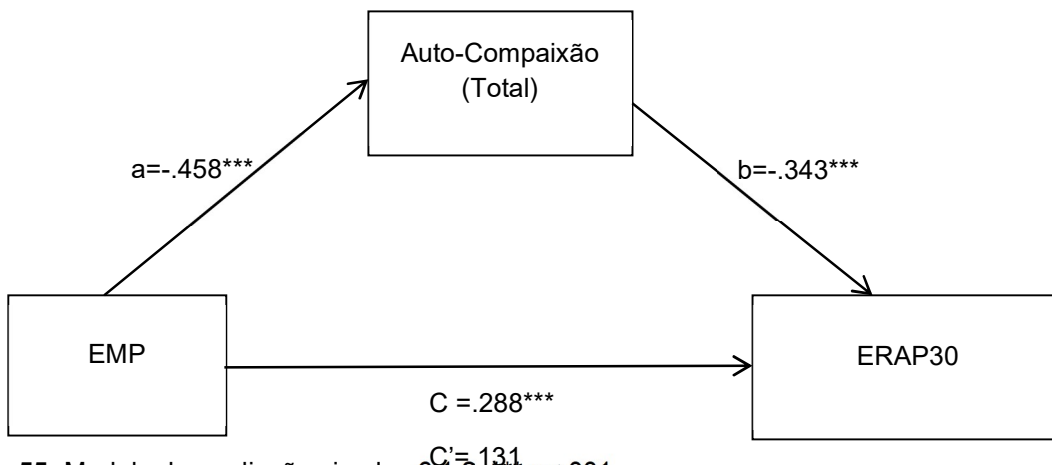 Auto-Compaixão
(Total)
a=-.458***
b=-.343***
EMP
ERAP30
C =.288***
C'=.131